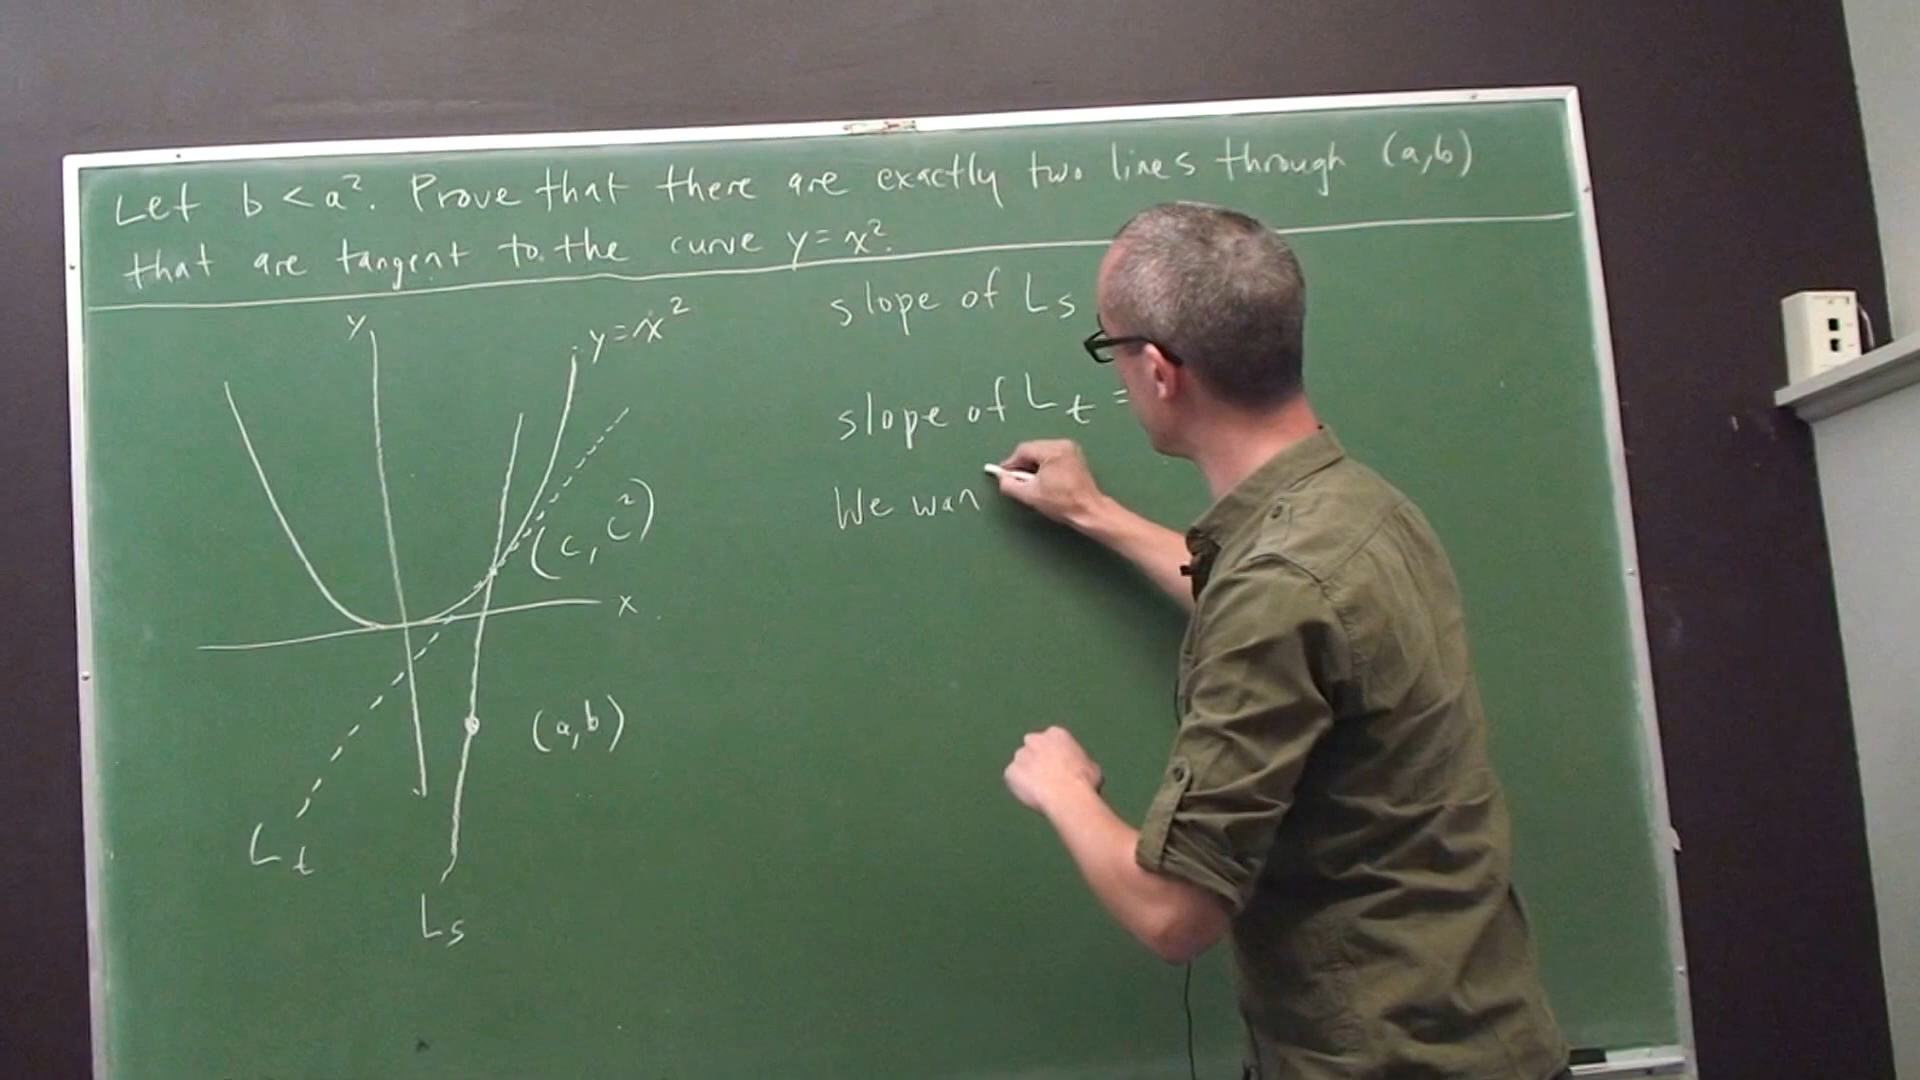 Let b < a². Prove that there are exactly two lines through (a,b)
that are tangent to the curve y = x².
y
y = x²
slope of Ls
slope of Lt =
(c, c²)
We wan
x
(a,b)
Lt
Ls